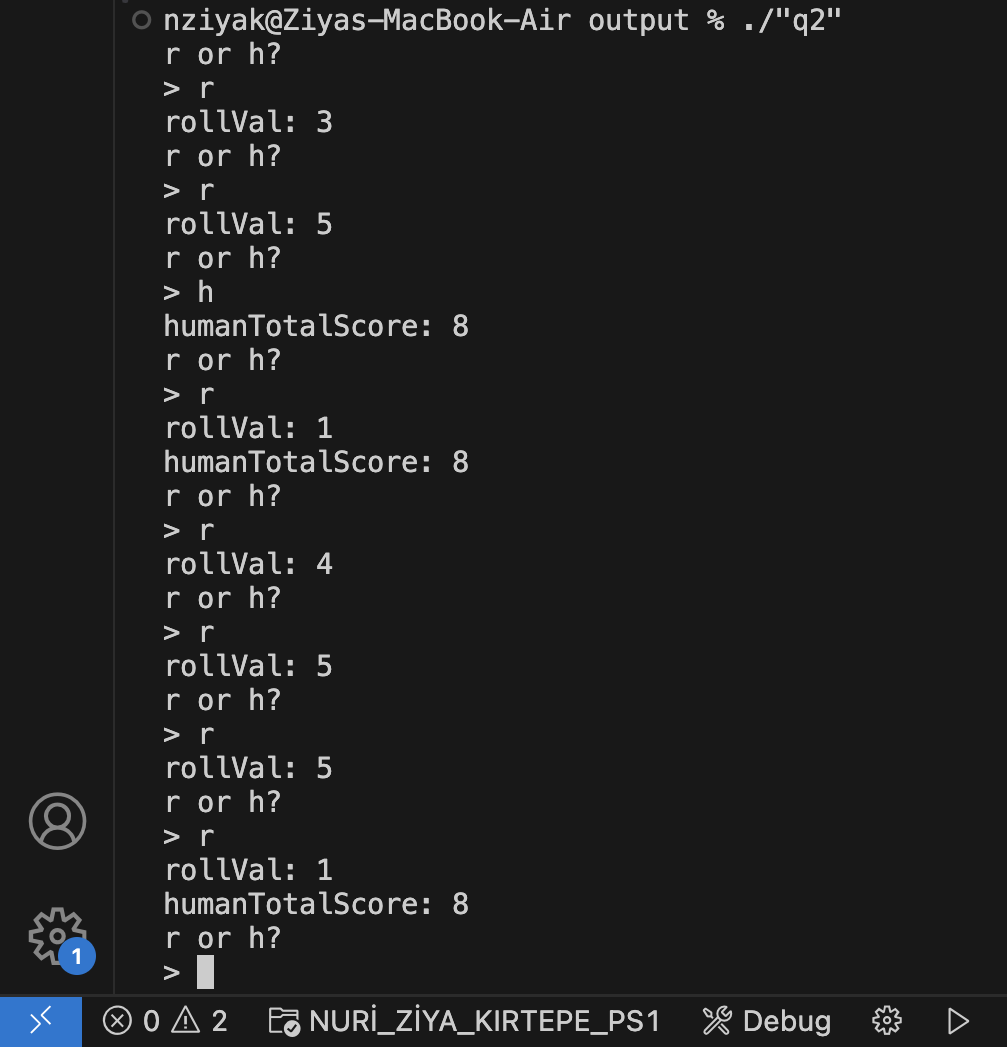 nziyak@Ziyas-MacBook-Air output % ./"q2"
r or h?
> r
rollVal: 3
r or h?
> r
rollVal: 5
r or h?
> h
humanTotalScore: 8
r or h?
> r
rollVal: 1
humanTotalScore: 8
r or h?
> r
rollVal: 4
r or h?
> r
rollVal: 5
r or h?
> r
rollVal: 5
r or h?
> r
rollVal: 1
humanTotalScore: 8
r or h?
>
1
0 2 NURİ_ZİYA_KIRTEPE_PS1 Debug